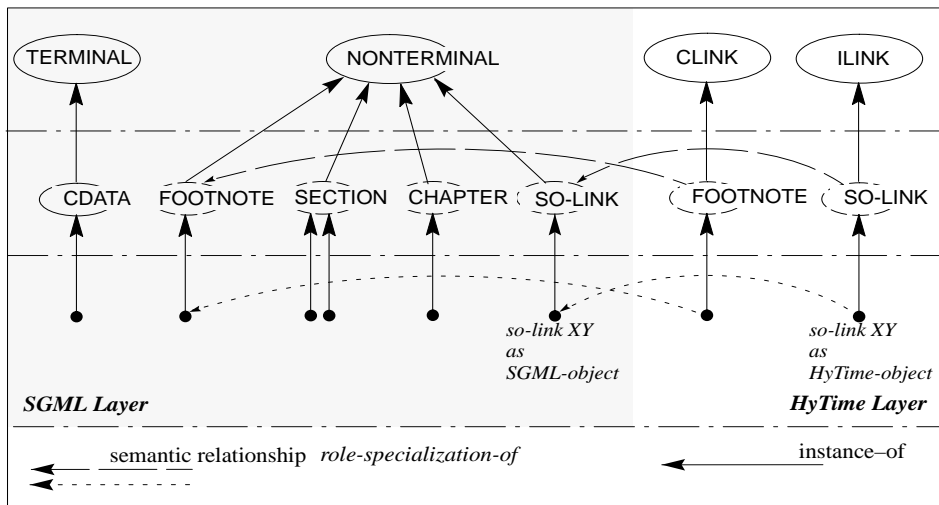 TERMINAL NONTERMINAL CLINK ILINK
CDATA FOOTNOTE SECTION CHAPTER SO-LINK FOOTNOTE SO-LINK
so-link XY
as
SGML-object
so-link XY
as
HyTime-object
SGML Layer HyTime Layer
semantic relationship role-specialization-of instance–of